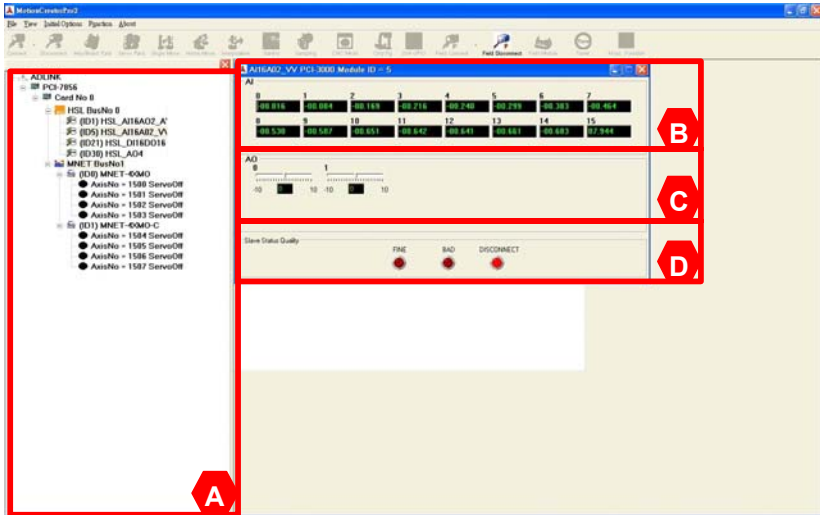 MotionCreatorPro2
File View Initial Options Function About
Field Disconnect
ADLINK
PCI-7856
Card No 0
HSL BusNo 0
(ID1) HSL_AI16AO2_A'
(ID5) HSL_AI16AO2_V\
(ID21) HSL_DI16DO16
(ID30) HSL_AO4
MNET BusNo1
(ID0) MNET-4XMO
AxisNo = 1500 ServoOff
AxisNo = 1501 ServoOff
AxisNo = 1502 ServoOff
AxisNo = 1503 ServoOff
(ID1) MNET-4XMO-C
AxisNo = 1504 ServoOff
AxisNo = 1505 ServoOff
AxisNo = 1506 ServoOff
AxisNo = 1507 ServoOff
A
AI16AO2_VV PCI-3000 Module ID = 5
AI
0 1 2 3 4 5 6 7
-00.016 -00.084 -00.169 -00.216 -00.240 -00.299 -00.383 -00.464
8 9 10 11 12 13 14 15
-00.530 -00.587 -00.651 -00.642 -00.641 -00.681 -00.683 07.944
B
AO
0 1
-10 0 10 -10 0 10
C
Slave Status Quality
FINE BAD DISCONNECT
D